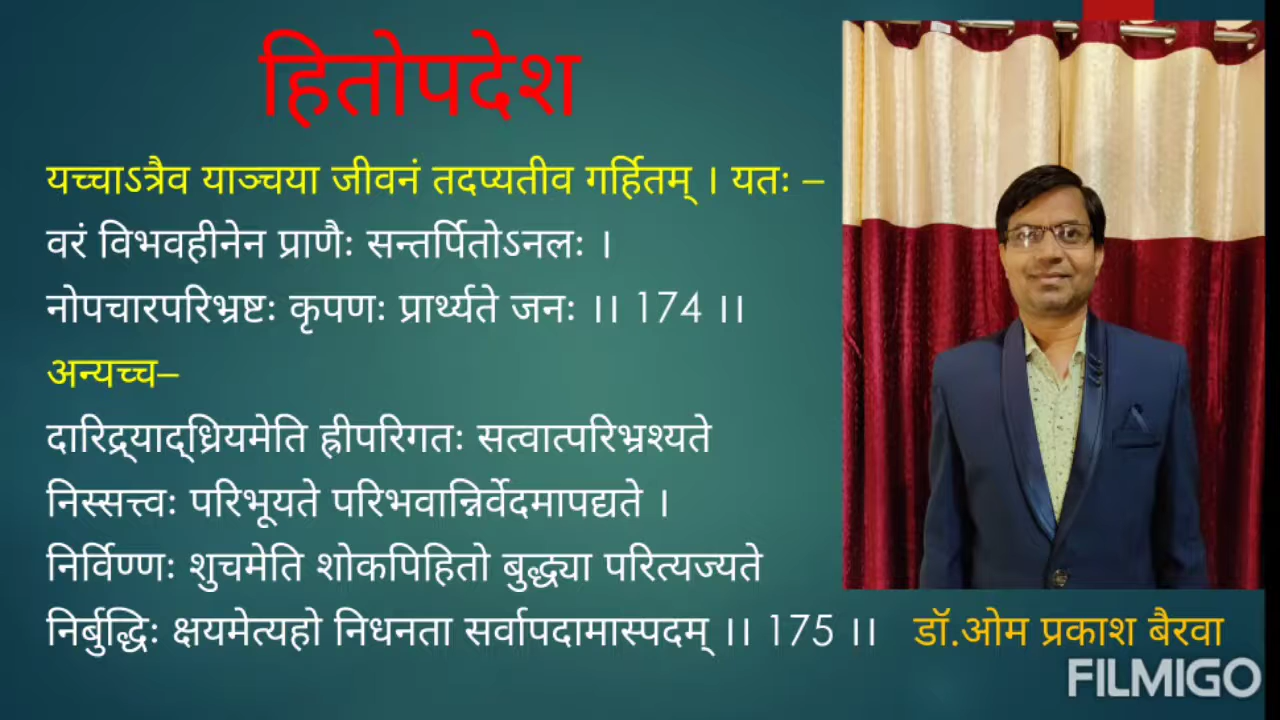 हितोपदेश
यच्चाऽत्रैव याञ्चया जीवनं तदप्यतीव गर्हितम् । यतः –
वरं विभवहीनेन प्राणैः सन्तर्पितोऽनलः ।
नोपचारपरिभ्रष्टः कृपणः प्रार्थ्यते जनः ।। 174 ।।
अन्यच्च–
दारिद्र्याद्ध्रियमेति ह्रीपरिगतः सत्वात्परिभ्रश्यते
निस्सत्त्वः परिभूयते परिभवान्निर्वेदमापद्यते ।
निर्विण्णः शुचमेति शोकपिहितो बुद्ध्या परित्यज्यते
निर्बुद्धिः क्षयमेत्यहो निधनता सर्वापदामास्पदम् ।। 175 ।।
डॉ.ओम प्रकाश बैरवा
FILMIGO